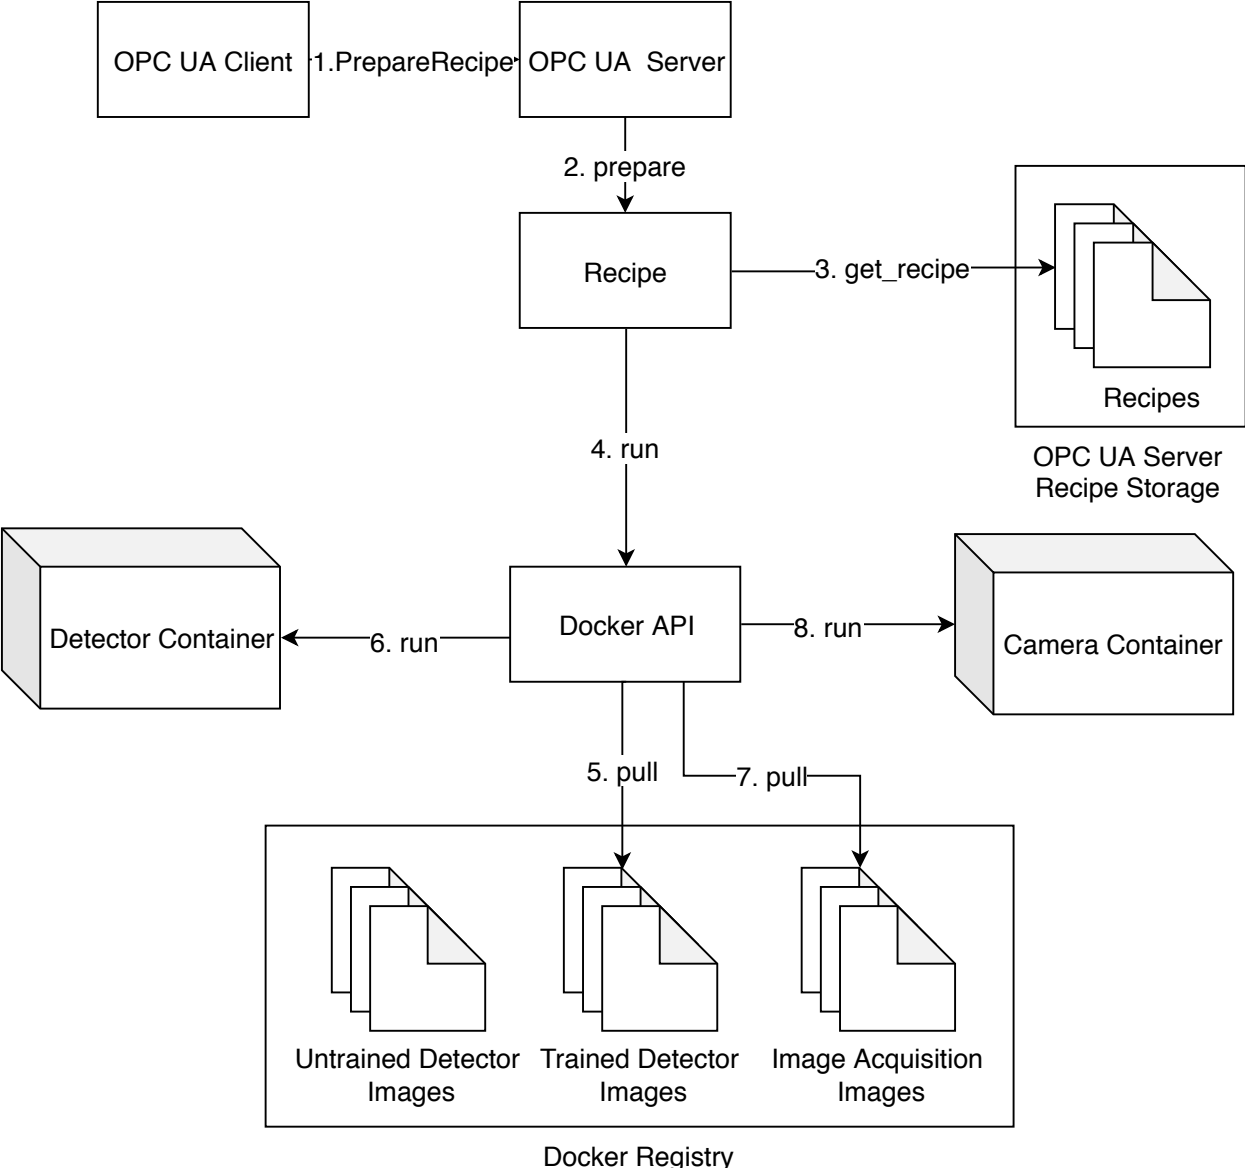 OPC UA Client
1.PrepareRecipe
OPC UA Server
2. prepare
Recipe
3. get_recipe
Recipes
OPC UA Server
Recipe Storage
4. run
Detector Container
6. run
Docker API
8. run
Camera Container
5. pull
7. pull
Untrained Detector
Images
Trained Detector
Images
Image Acquisition
Images
Docker Registry